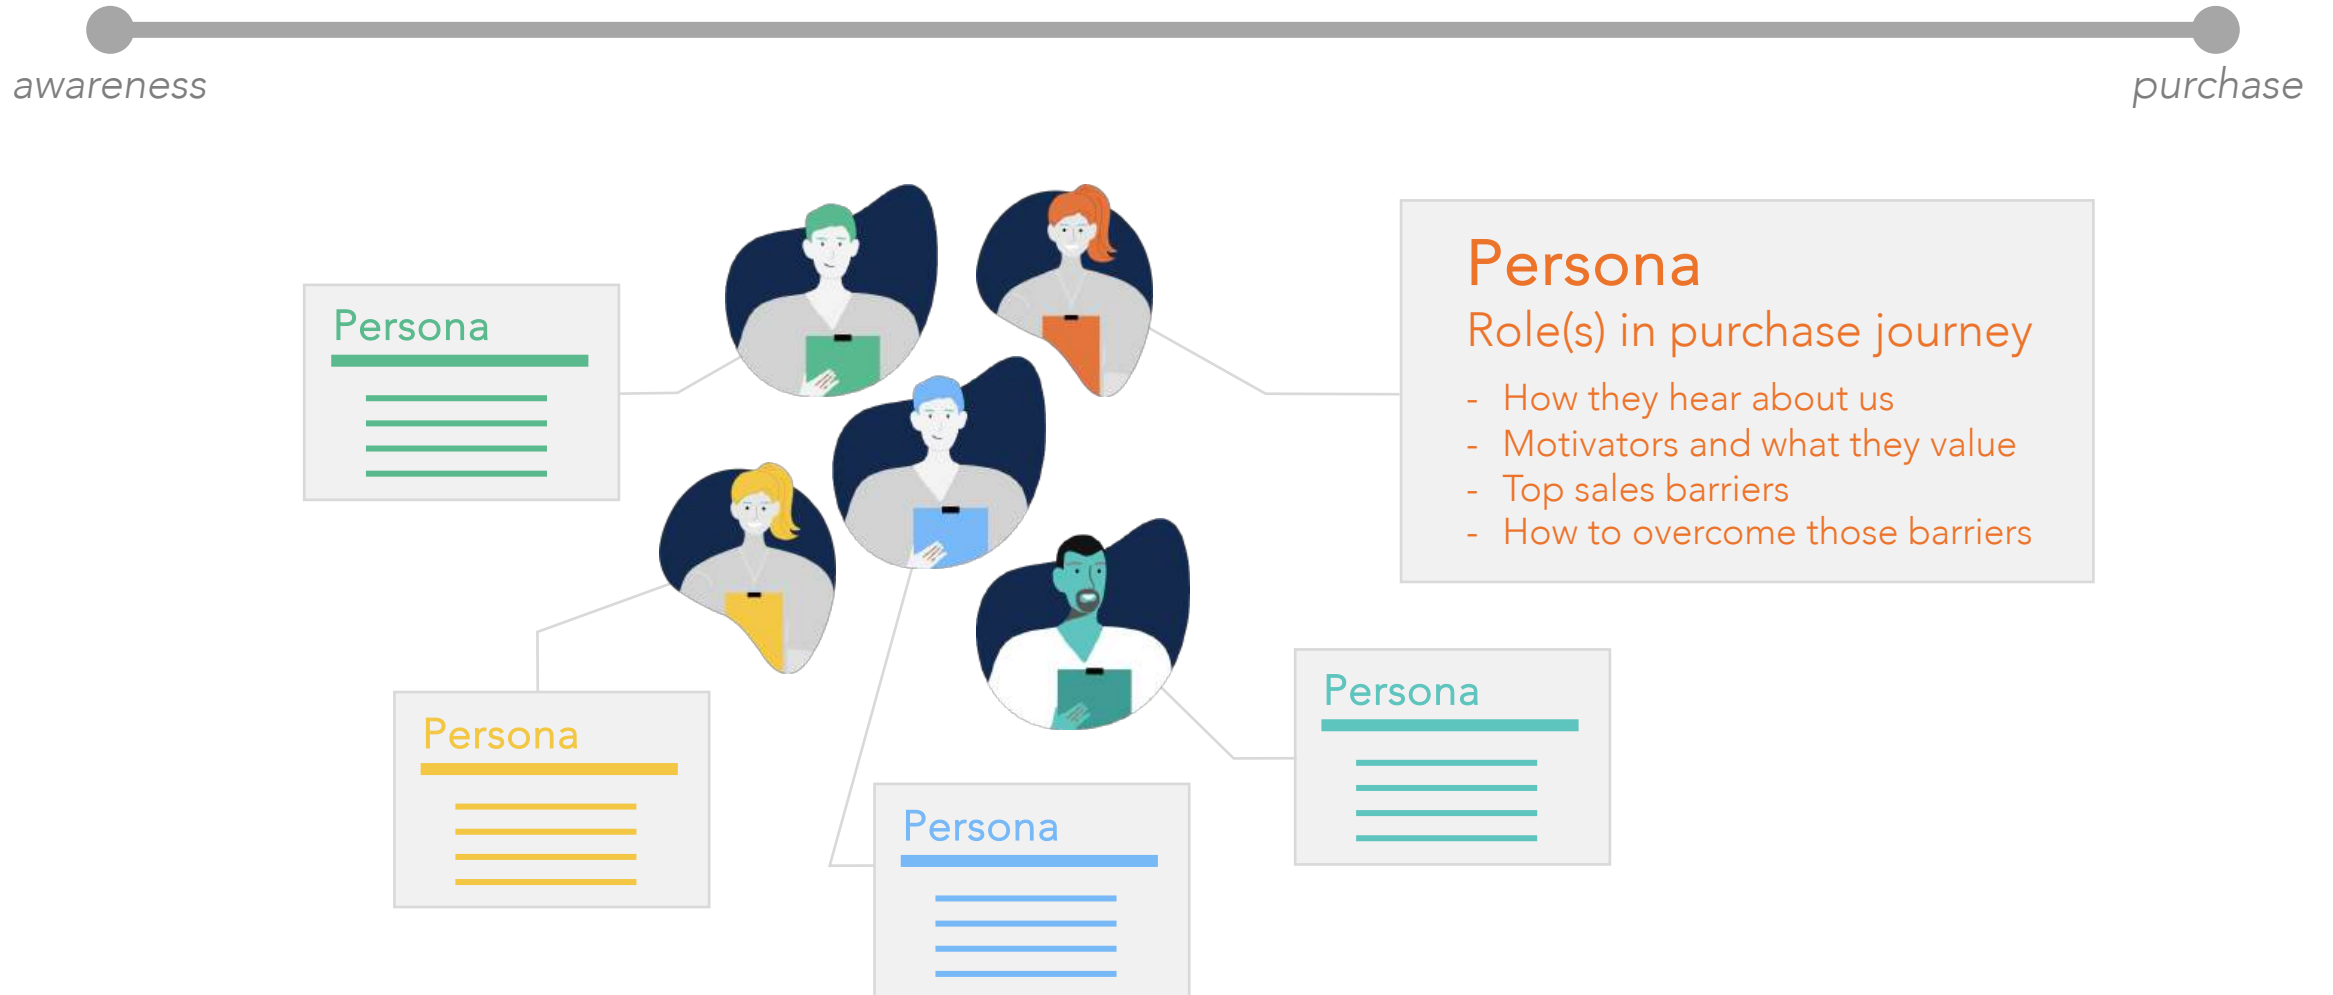 awareness
purchase
Persona
Persona
Role(s) in purchase journey
- How they hear about us
- Motivators and what they value
- Top sales barriers
- How to overcome those barriers
Persona
Persona
Persona